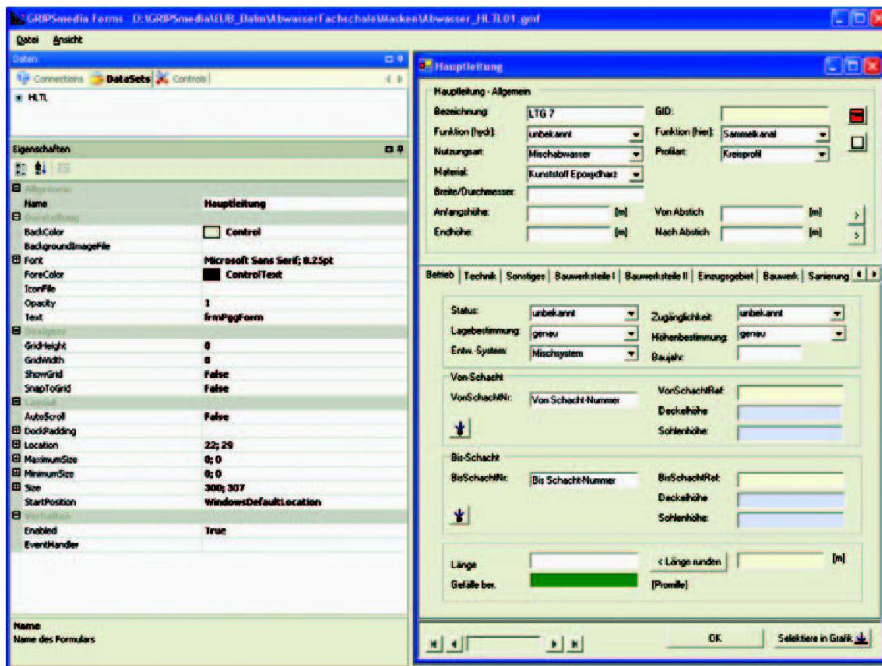 GRIPSmedia Forms D:\GRIPSmedia\EUB_Dalm\AbwasserFachschale\Masken\Abwasser_HLTL01.gmf
Datei Ansicht
Daten
Connections DataSets Controls
HLTL
Eigenschaften
Allgemein
Name Hauptleitung
Darstellung
BackColor Control
BackgroundImageFile
Font Microsoft Sans Serif; 8.25pt
ForeColor ControlText
IconFile
Opacity 1
Text frmPggForm
Designer
GridHeight 0
GridWidth 0
ShowGrid False
SnapToGrid False
Layout
AutoScroll False
DockPadding
Location 22; 29
MaximumSize 0; 0
MinimumSize 0; 0
Size 300; 307
StartPosition WindowsDefaultLocation
Verhalten
Enabled True
EventHandler
Name
Name des Formulars
Hauptleitung
Hauptleitung - Allgemein
Bezeichnung: LTG 7 GID:
Funktion [hydr]: unbekannt Funktion [hier]: Sammelkanal
Nutzungsart: Mischabwasser Profilart: Kreisprofil
Material: Kunststoff Epoxydharz
Breite/Durchmesser:
Anfangshöhe: [m] Von Abstich [m] >
Endhöhe: [m] Nach Abstich [m] >
Betrieb Technik Sonstiges Bauwerksteile I Bauwerksteile II Einzugsgebiet Bauwerk Sanierung
Status: unbekannt Zugänglichkeit: unbekannt
Lagebestimmung: genau Höhenbestimmung: genau
Entw. System: Mischsystem Baujahr:
Von-Schacht
VonSchachtNr: Von Schacht-Nummer VonSchachtRef:
Deckelhöhe
Sohlenhöhe:
Bis-Schacht
BisSchachtNr: Bis Schacht-Nummer BisSchachtRef:
Deckelhöhe
Sohlenhöhe:
Länge < Länge runden [m]
Gefälle ber. [Promille]
OK Selektiere in Grafik